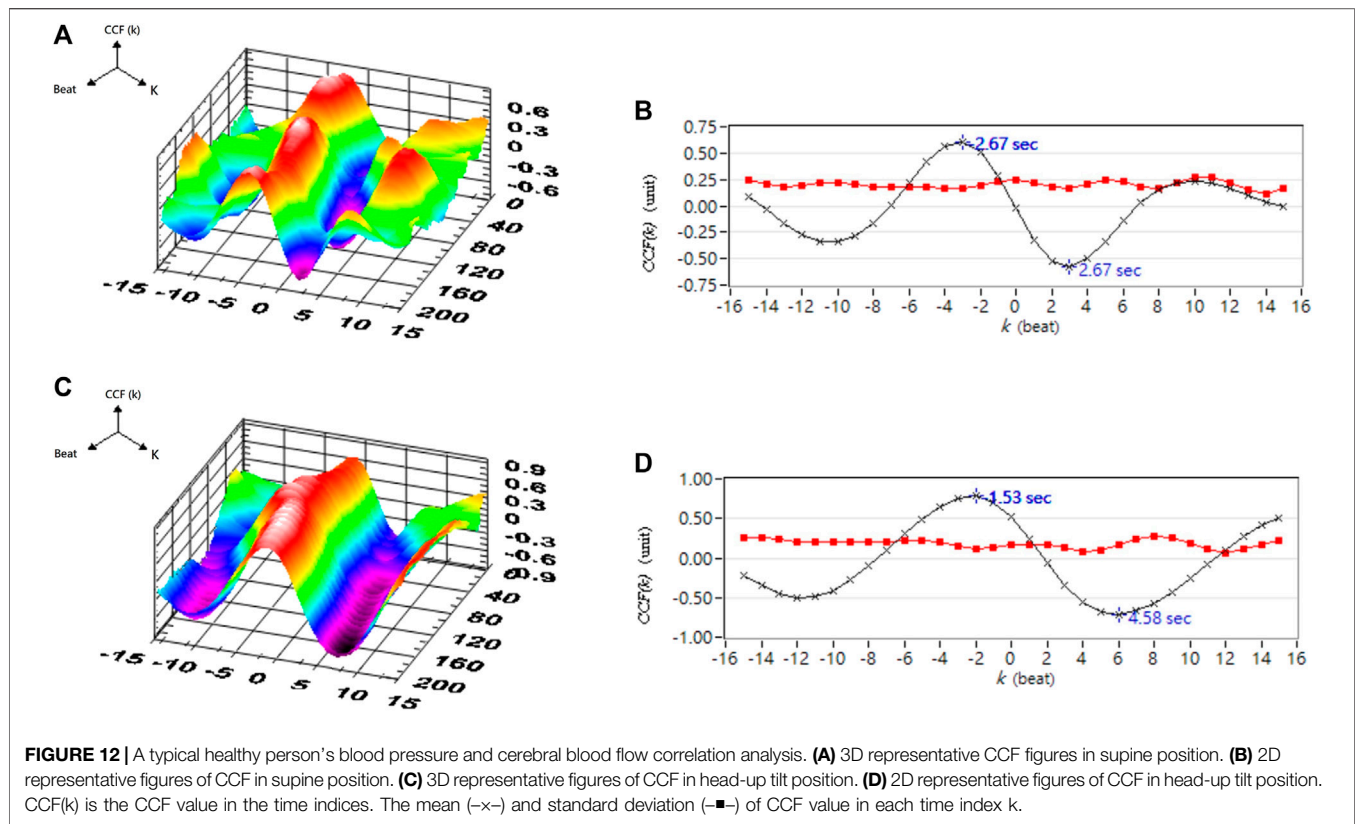 A
CCF (k)
Beat
K
0.6
0.3
0
-0.3
-0.6
0
40
80
120
160
200
-15 -10 -5 0 5 10 15
B
0.75
0.50
0.25
0.00
-0.25
-0.50
-0.75
CCF(k) (unit)
-2.67 sec
2.67 sec
-16 -14 -12 -10 -8 -6 -4 -2 0 2 4 6 8 10 12 14 16
k (beat)
C
CCF (k)
Beat
K
0.9
0.6
0.3
0
-0.3
-0.6
-0.9
40
80
120
160
200
-15 -10 -5 0 5 10 15
D
1.00
0.50
0.00
-0.50
-1.00
CCF(k) (unit)
-1.53 sec
4.58 sec
-16 -14 -12 -10 -8 -6 -4 -2 0 2 4 6 8 10 12 14 16
k (beat)
FIGURE 12 | A typical healthy person's blood pressure and cerebral blood flow correlation analysis. (A) 3D representative CCF figures in supine position. (B) 2D
representative figures of CCF in supine position. (C) 3D representative figures of CCF in head-up tilt position. (D) 2D representative figures of CCF in head-up tilt position.
CCF(k) is the CCF value in the time indices. The mean (–×–) and standard deviation (–■–) of CCF value in each time index k.